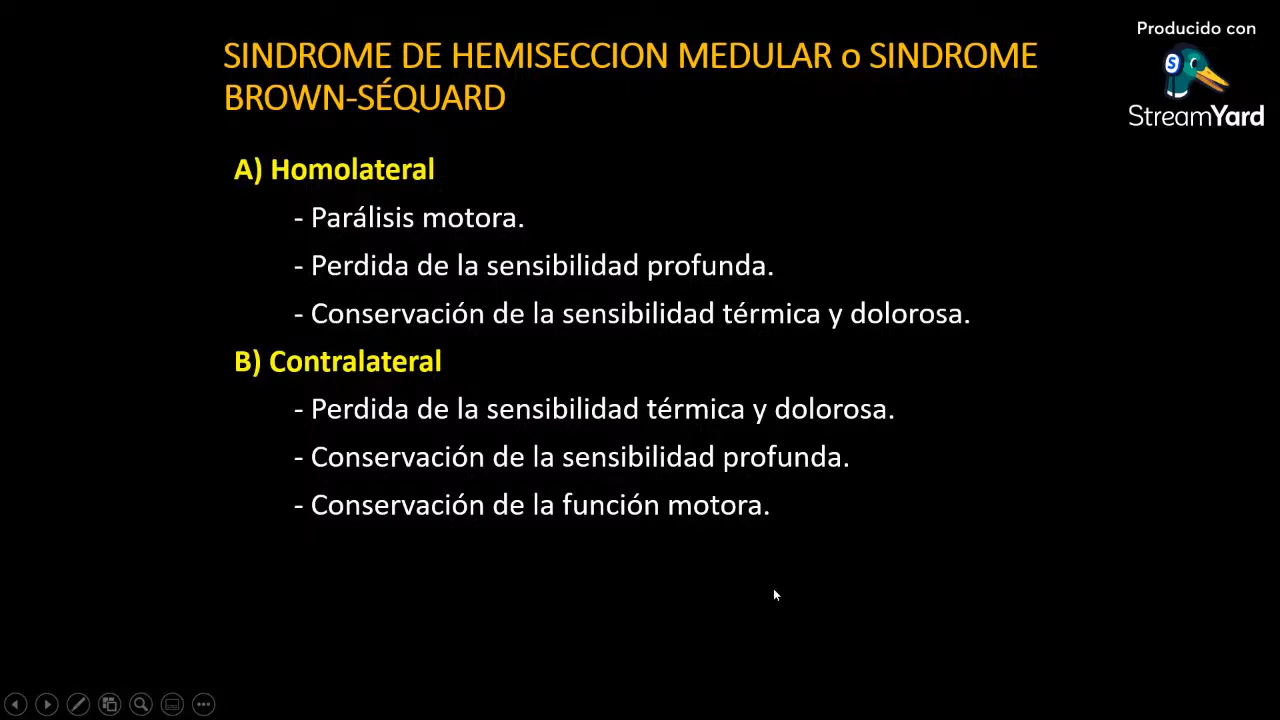 Producido con
StreamYard
SINDROME DE HEMISECCION MEDULAR o SINDROME
BROWN-SÉQUARD
A) Homolateral
- Parálisis motora.
- Perdida de la sensibilidad profunda.
- Conservación de la sensibilidad térmica y dolorosa.
B) Contralateral
- Perdida de la sensibilidad térmica y dolorosa.
- Conservación de la sensibilidad profunda.
- Conservación de la función motora.